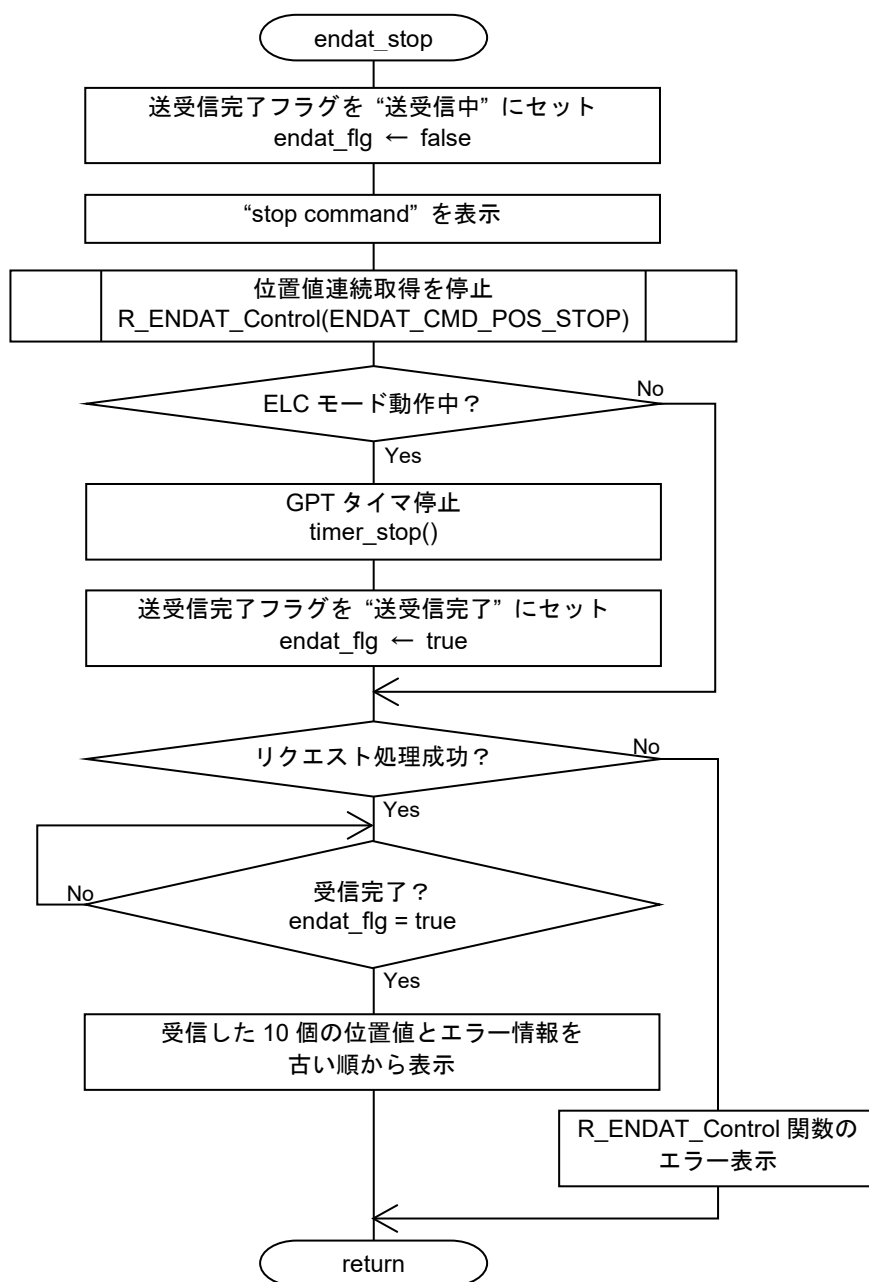 endat_stop
送受信完了フラグを “送受信中” にセット
endat_flg ← false
“stop command” を表示
位置値連続取得を停止
R_ENDAT_Control(ENDAT_CMD_POS_STOP)
ELC モード動作中？
No
Yes
GPT タイマ停止
timer_stop()
送受信完了フラグを “送受信完了” にセット
endat_flg ← true
リクエスト処理成功？
No
Yes
受信完了？
endat_flg = true
No
Yes
受信した 10 個の位置値とエラー情報を
古い順から表示
R_ENDAT_Control 関数の
エラー表示
return